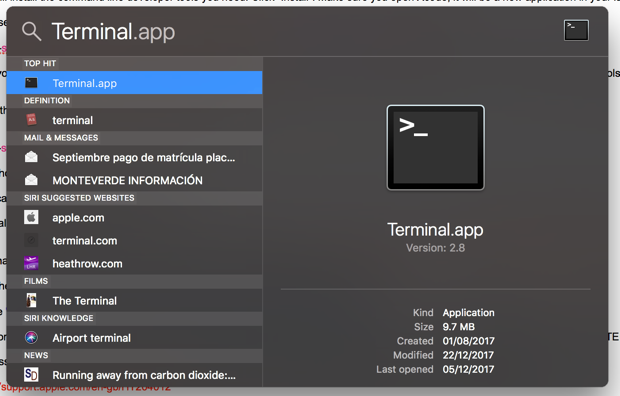 Terminal.app
TOP HIT
Terminal.app
DEFINITION
terminal
MAIL & MESSAGES
Septiembre pago de matrícula plac...
MONTEVERDE INFORMACIÓN
SIRI SUGGESTED WEBSITES
apple.com
terminal.com
heathrow.com
FILMS
The Terminal
SIRI KNOWLEDGE
Airport terminal
NEWS
Running away from carbon dioxide:...
>_
Terminal.app
Version: 2.8
Kind Application
Size 9.7 MB
Created 01/08/2017
Modified 22/12/2017
Last opened 05/12/2017